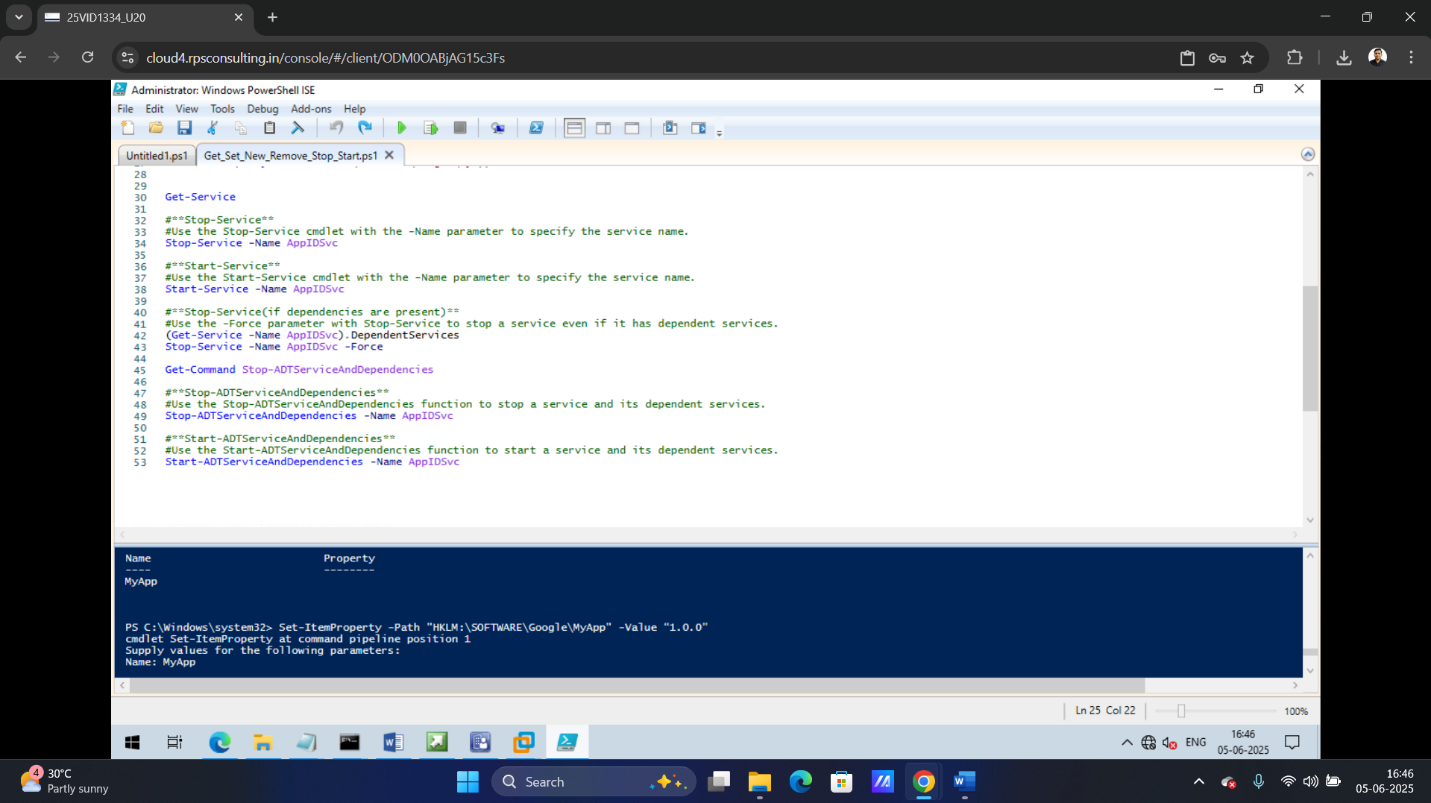 25VID1334_U20
cloud4.rpsconsulting.in/console/#/client/ODM0OABjAG15c3Fs
Administrator: Windows PowerShell ISE
File Edit View Tools Debug Add-ons Help
Untitled1.ps1 Get_Set_New_Remove_Stop_Start.ps1
28
29
30 Get-Service
31
32 #**Stop-Service**
33 #Use the Stop-Service cmdlet with the -Name parameter to specify the service name.
34 Stop-Service -Name AppIDSvc
35
36 #**Start-Service**
37 #Use the Start-Service cmdlet with the -Name parameter to specify the service name.
38 Start-Service -Name AppIDSvc
39
40 #**Stop-Service(if dependencies are present)**
41 #Use the -Force parameter with Stop-Service to stop a service even if it has dependent services.
42 (Get-Service -Name AppIDSvc).DependentServices
43 Stop-Service -Name AppIDSvc -Force
44
45 Get-Command Stop-ADTServiceAndDependencies
46
47 #**Stop-ADTServiceAndDependencies**
48 #Use the Stop-ADTServiceAndDependencies function to stop a service and its dependent services.
49 Stop-ADTServiceAndDependencies -Name AppIDSvc
50
51 #**Start-ADTServiceAndDependencies**
52 #Use the Start-ADTServiceAndDependencies function to start a service and its dependent services.
53 Start-ADTServiceAndDependencies -Name AppIDSvc
Name Property
---- --------
MyApp
PS C:\Windows\system32> Set-ItemProperty -Path "HKLM:\SOFTWARE\Google\MyApp" -Value "1.0.0"
cmdlet Set-ItemProperty at command pipeline position 1
Supply values for the following parameters:
Name: MyApp
Ln 25 Col 22 100%
ENG 16:46
05-06-2025
4 30°C
Partly sunny
Search
16:46
05-06-2025